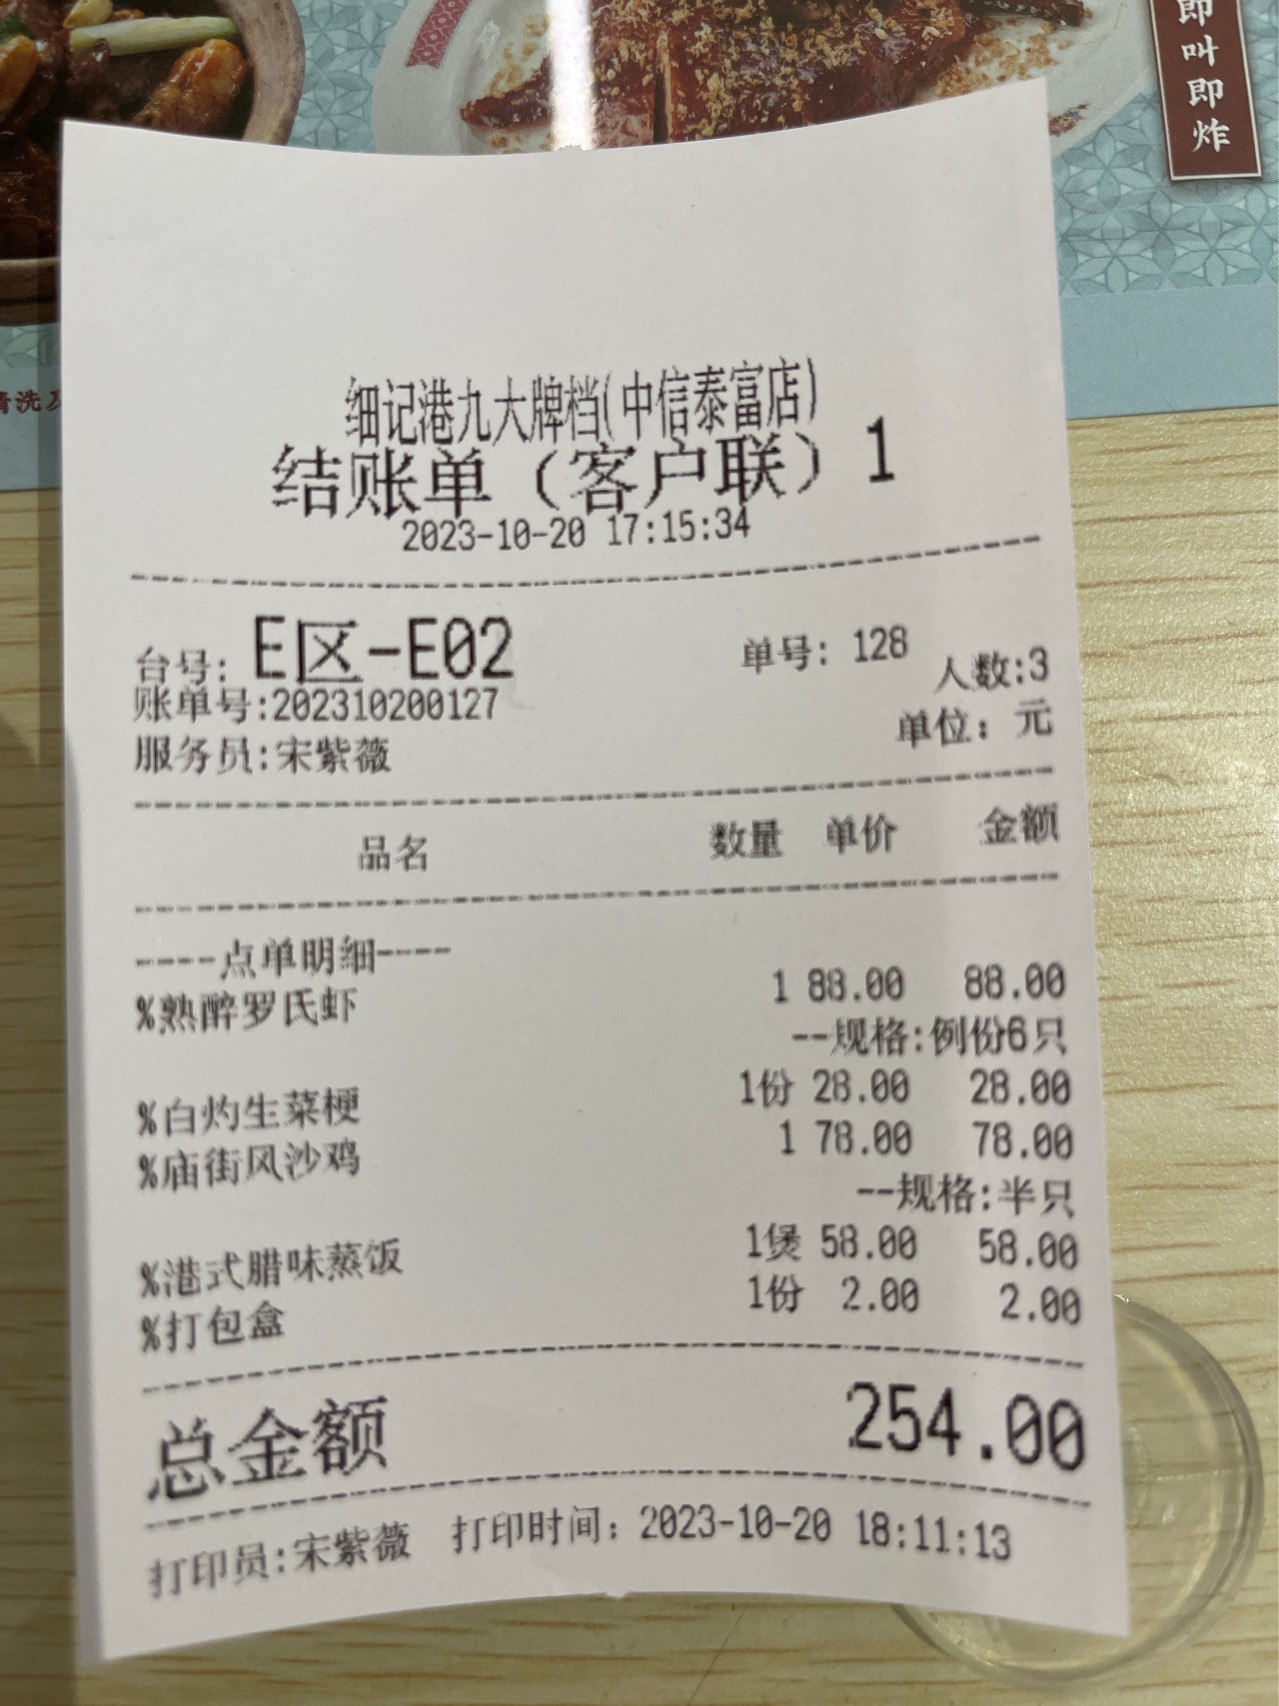 即叫即炸
清洗
细记港九大牌档(中信泰富店)
结账单（客户联）1
2023-10-20 17:15:34
台号: E区-E02 单号: 128 人数:3
账单号:202310200127
服务员:宋紫薇 单位: 元
品名 数量 单价 金额
----点单明细----
%熟醉罗氏虾 1 88.00 88.00
--规格:例份6只
%白灼生菜梗 1份 28.00 28.00
%庙街风沙鸡 1 78.00 78.00
--规格:半只
%港式腊味蒸饭 1煲 58.00 58.00
%打包盒 1份 2.00 2.00
总金额 254.00
打印员:宋紫薇 打印时间: 2023-10-20 18:11:13